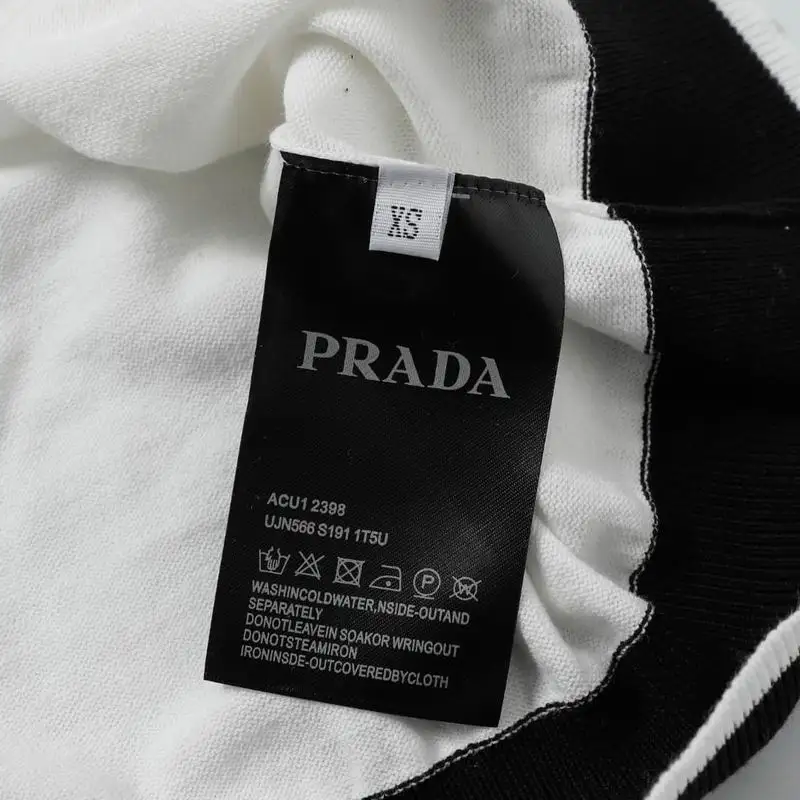 XS
PRADA
ACU1 2398
UJN566 S191 1T5U
P W
WASHINCOLDWATER,NSIDE-OUTAND
SEPARATELY
DONOTLEAVEIN SOAKOR WRINGOUT
DONOTSTEAMIRON
IRONINSDE-OUTCOVEREDBYCLOTH